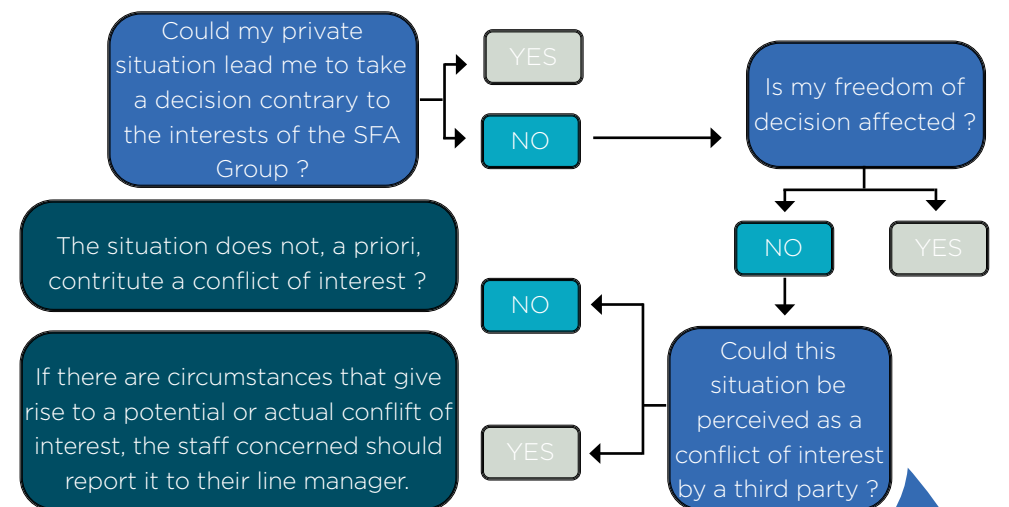 Could my private
situation lead me to take
a decision contrary to
the interests of the SFA
Group ?
YES
NO
Is my freedom of
decision affected ?
NO
YES
Could this
situation be
perceived as a
conflict of interest
by a third party ?
NO
The situation does not, a priori,
contritute a conflict of interest ?
YES
If there are circumstances that give
rise to a potential or actual conflift of
interest, the staff concerned should
report it to their line manager.